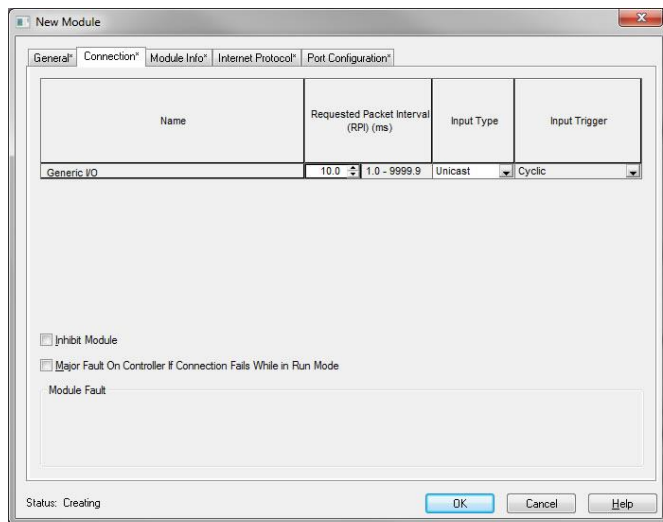 New Module
General* Connection* Module Info* Internet Protocol* Port Configuration*
Name Requested Packet Interval (RPI) (ms) Input Type Input Trigger
Generic I/O 10.0 1.0 - 9999.9 Unicast Cyclic
Inhibit Module
Major Fault On Controller If Connection Fails While in Run Mode
Module Fault
Status: Creating OK Cancel Help